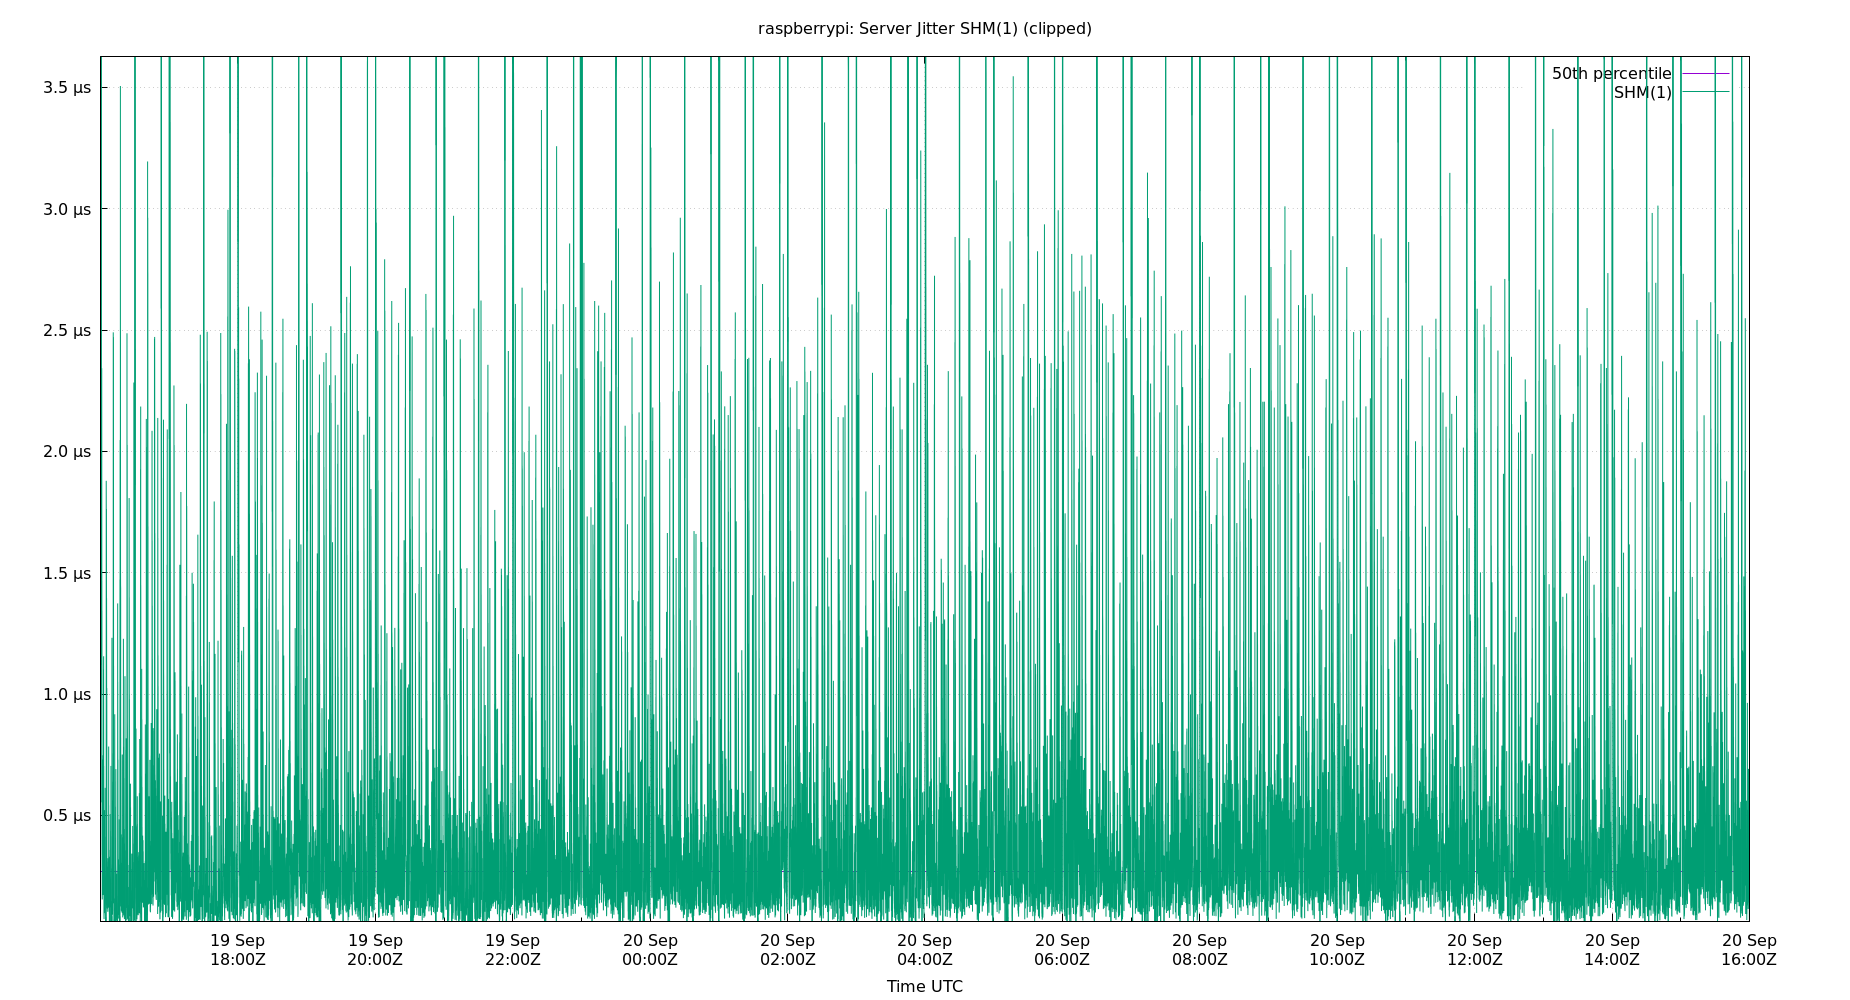 raspberrypi: Server Jitter SHM(1) (clipped)
50th percentile
SHM(1)
3.5 µs
3.0 µs
2.5 µs
2.0 µs
1.5 µs
1.0 µs
0.5 µs
19 Sep 19 Sep 19 Sep 20 Sep 20 Sep 20 Sep 20 Sep 20 Sep 20 Sep 20 Sep 20 Sep 20 Sep
18:00Z 20:00Z 22:00Z 00:00Z 02:00Z 04:00Z 06:00Z 08:00Z 10:00Z 12:00Z 14:00Z 16:00Z
Time UTC